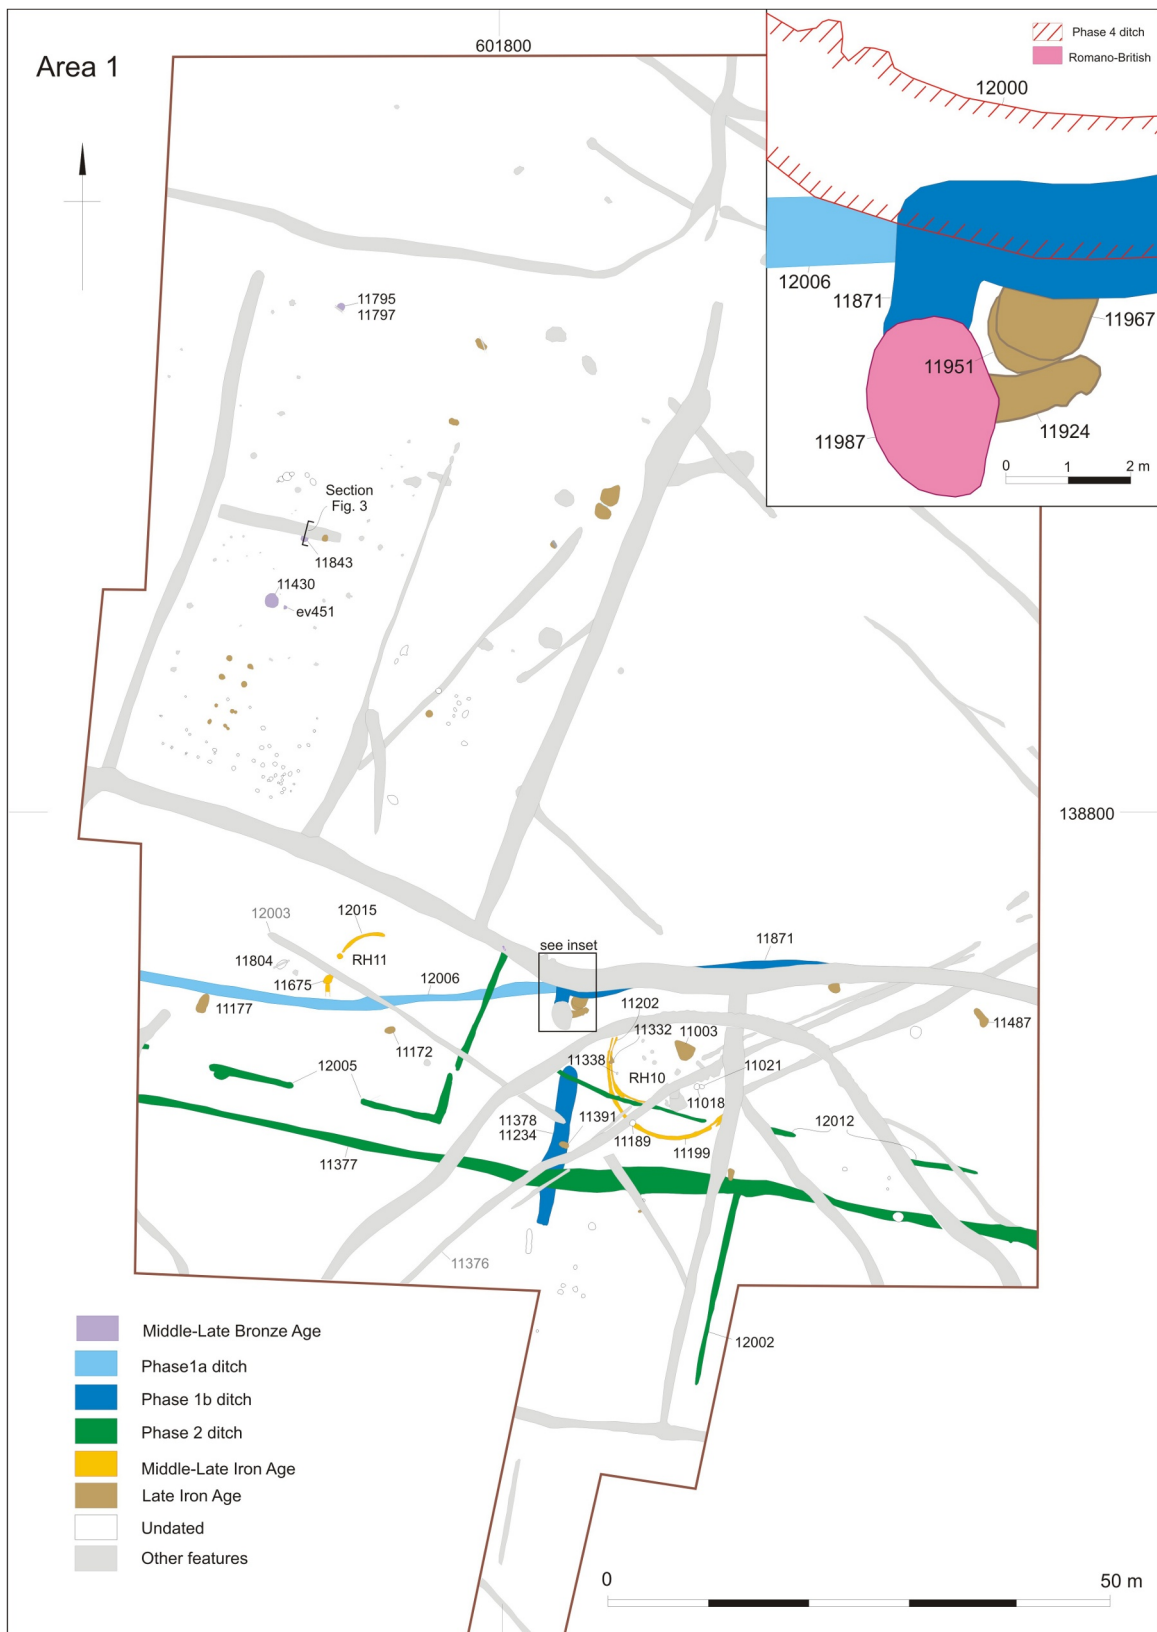 Area 1
601800
Phase 4 ditch
Romano-British
12000
12006
11871
11967
11951
11924
11987
0 1 2 m
11795
11797
Section
Fig. 3
11843
11430
ev451
138800
12003
12015
11804
RH11
see inset
11871
11675
12006
11177
11202
11332
11003
11487
11172
11338
RH10
11021
12005
11018
11378
11234
11391
11189
11199
12012
11377
11376
12002
Middle-Late Bronze Age
Phase1a ditch
Phase 1b ditch
Phase 2 ditch
Middle-Late Iron Age
Late Iron Age
Undated
Other features
0 50 m